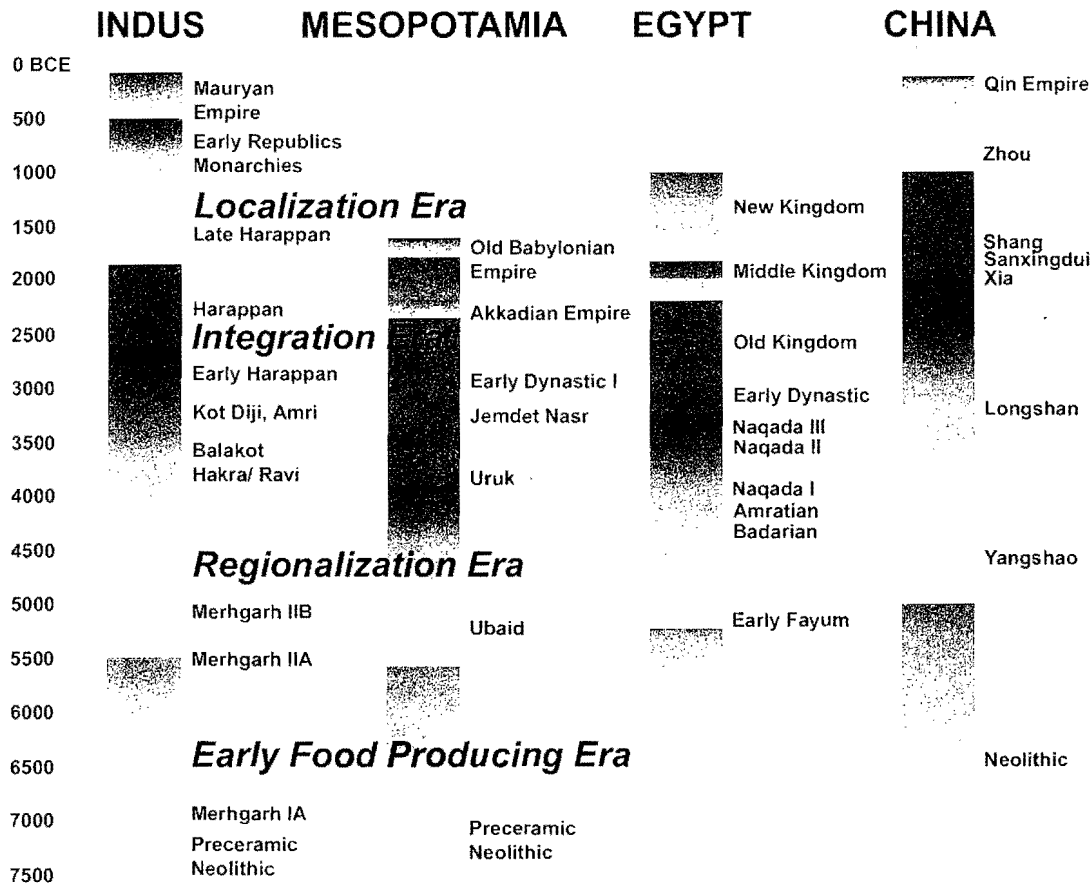 INDUS MESOPOTAMIA EGYPT CHINA
0 BCE
Mauryan Qin Empire
Empire
500
Early Republics
Monarchies Zhou
1000
Localization Era New Kingdom
1500
Late Harappan Old Babylonian Shang
Empire Middle Kingdom Sanxingdui
2000 Xia
Harappan Akkadian Empire
2500
Integration Old Kingdom
Early Harappan Early Dynastic I Early Dynastic
3000
Kot Diji, Amri Jemdet Nasr Naqada III Longshan
3500 Naqada II
Balakot
Hakra/ Ravi Uruk Naqada I
4000
Amratian
Badarian
4500
Regionalization Era Yangshao
5000
Merhgarh IIB Ubaid Early Fayum
5500
Merhgarh IIA
6000
Early Food Producing Era Neolithic
6500
Merhgarh IA
7000
Preceramic Preceramic
Neolithic Neolithic
7500